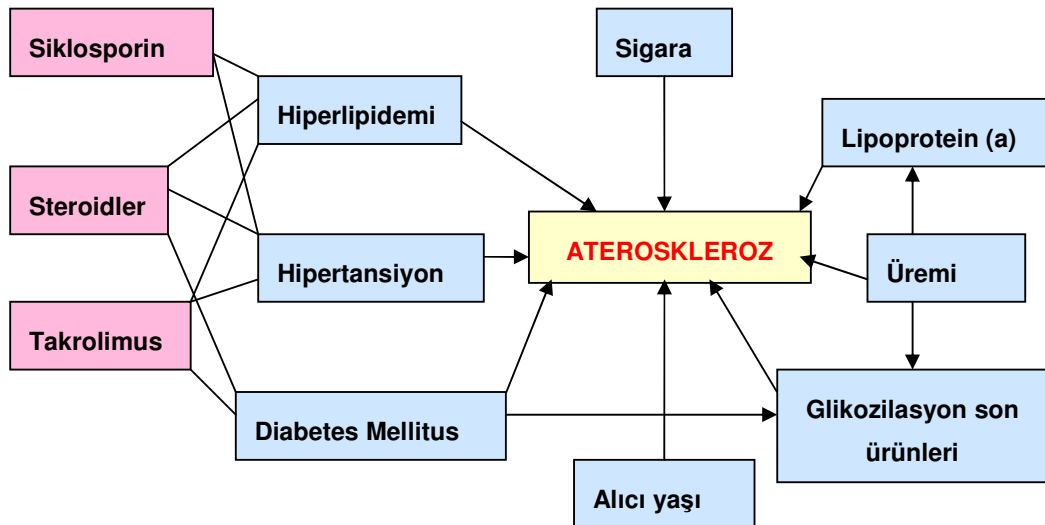 Siklosporin
Sigara
Hiperlipidemi
Lipoprotein (a)
Steroidler
ATEROSKLEROZ
Hipertansiyon
Üremi
Takrolimus
Diabetes Mellitus
Glikozilasyon son
ürünleri
Alıcı yaşı